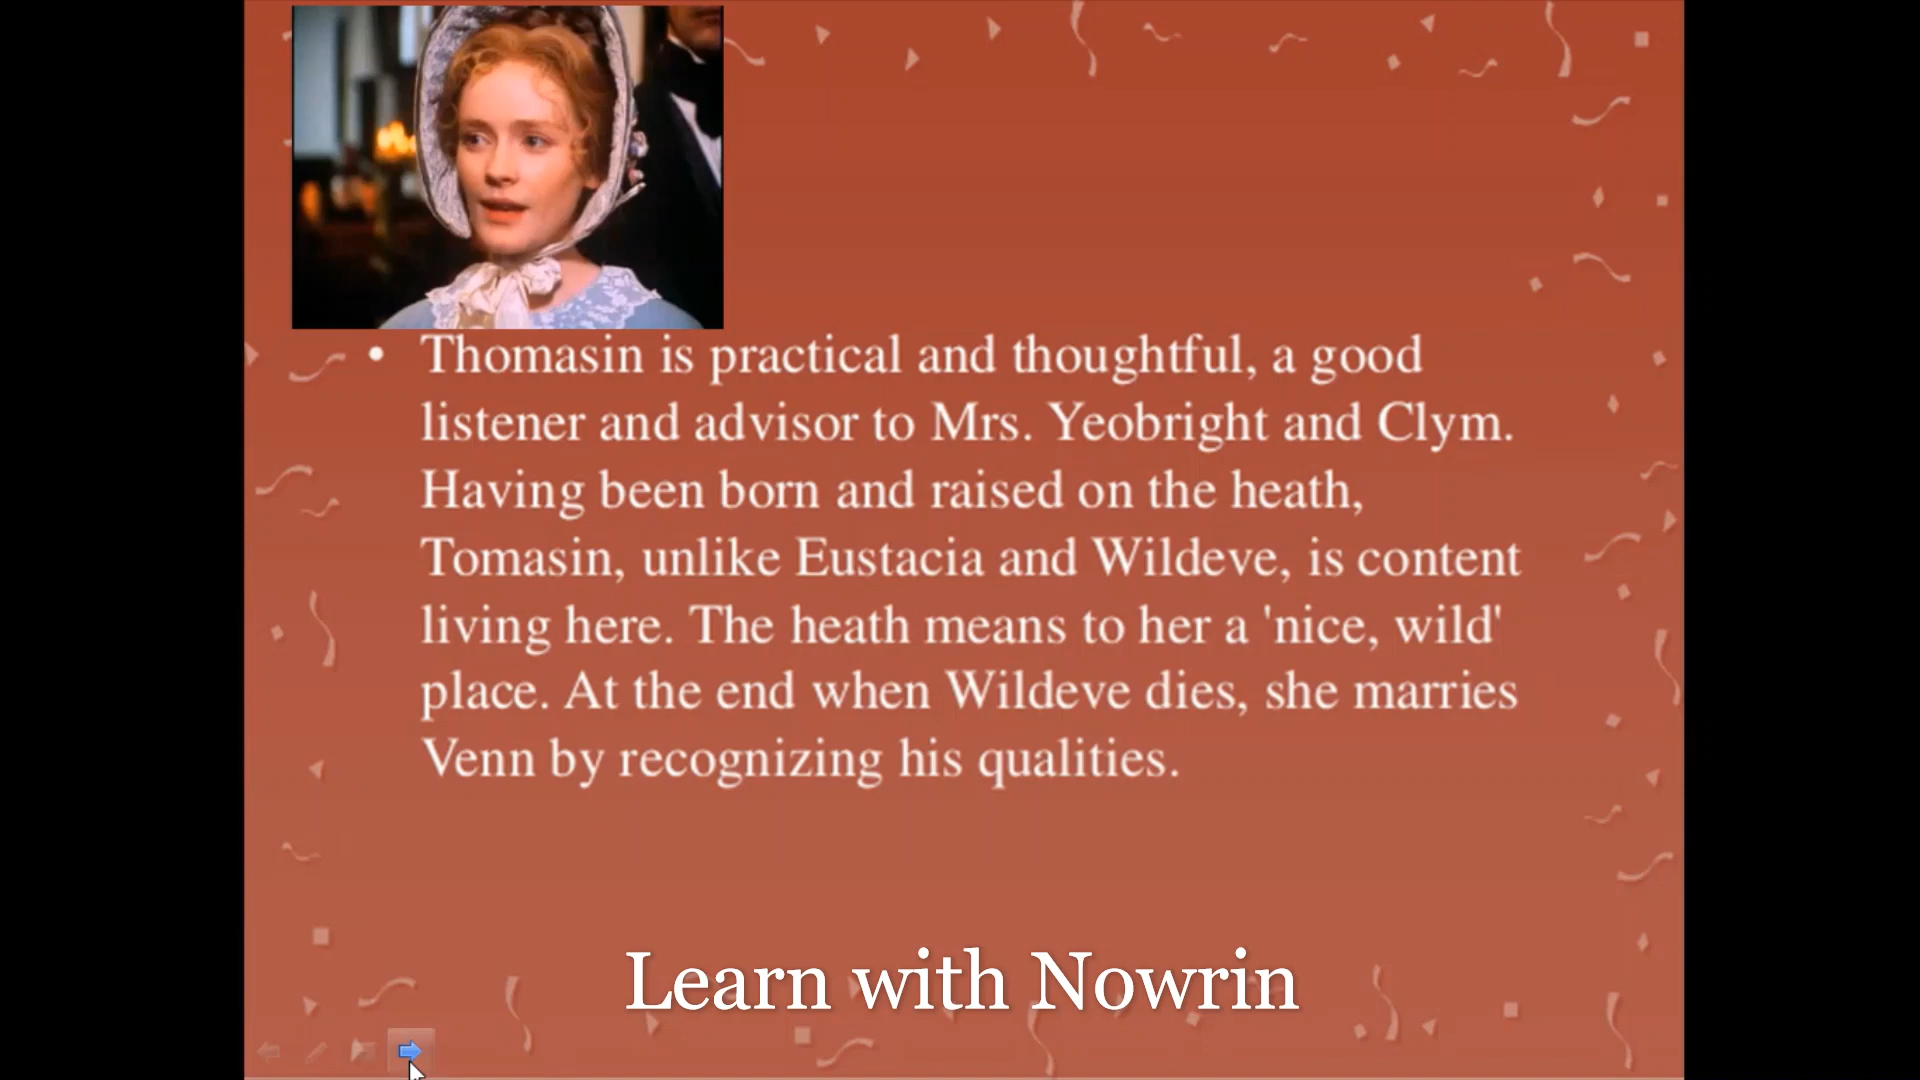 • Thomasin is practical and thoughtful, a good
listener and advisor to Mrs. Yeobright and Clym.
Having been born and raised on the heath,
Tomasin, unlike Eustacia and Wildeve, is content
living here. The heath means to her a 'nice, wild'
place. At the end when Wildeve dies, she marries
Venn by recognizing his qualities.
Learn with Nowrin